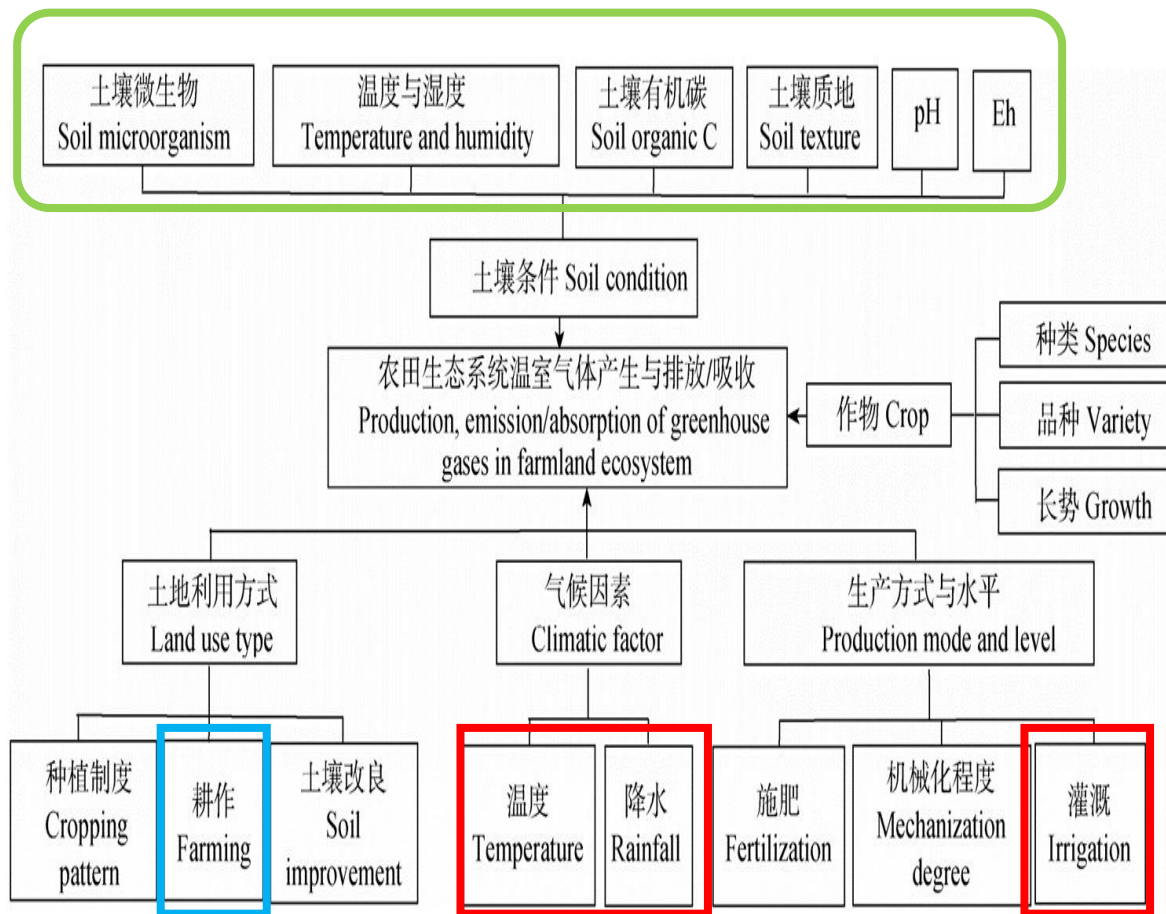 土壤微生物
Soil microorganism
温度与湿度
Temperature and humidity
土壤有机碳
Soil organic C
土壤质地
Soil texture
pH
Eh
土壤条件 Soil condition
农田生态系统温室气体产生与排放/吸收
Production, emission/absorption of greenhouse
gases in farmland ecosystem
作物 Crop
种类 Species
品种 Variety
长势 Growth
土地利用方式
Land use type
气候因素
Climatic factor
生产方式与水平
Production mode and level
种植制度
Cropping
pattern
耕作
Farming
土壤改良
Soil
improvement
温度
Temperature
降水
Rainfall
施肥
Fertilization
机械化程度
Mechanization
degree
灌溉
Irrigation